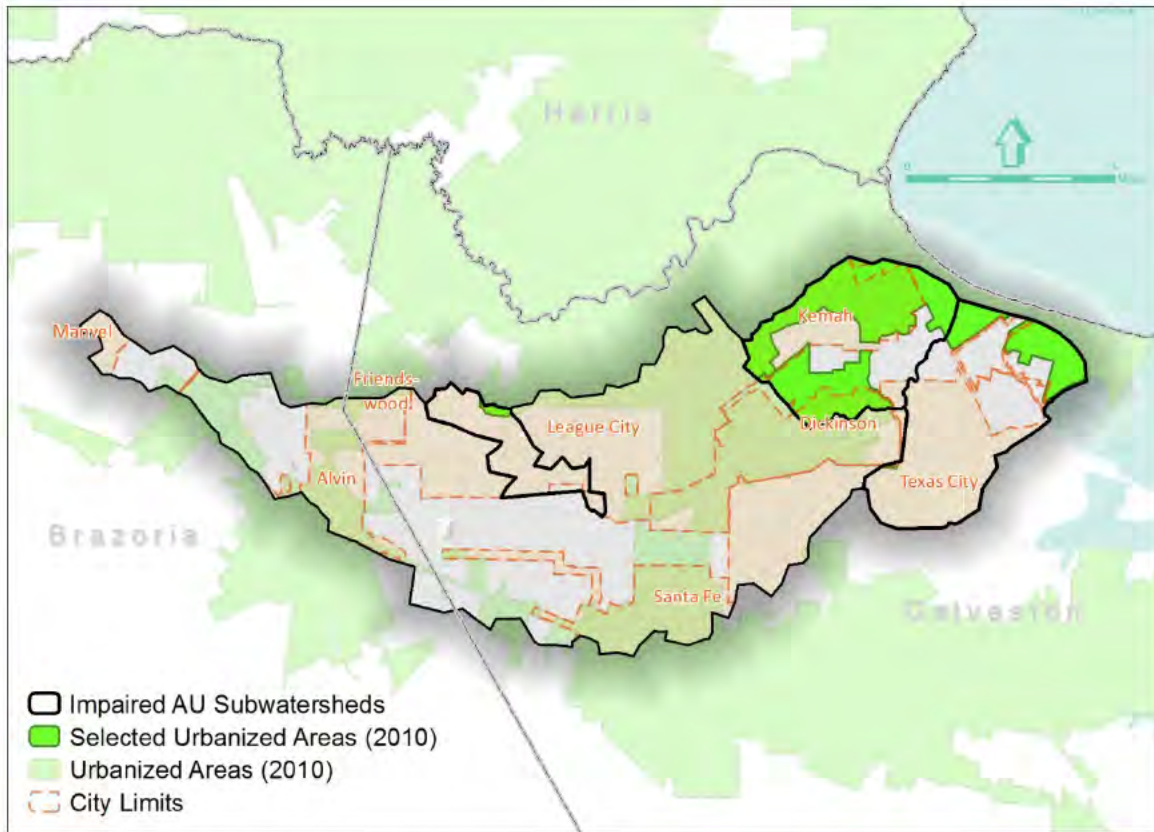 Harris
0
Manvel
Kemah
Friends-
wood
League City
Dickinson
Alvin
Texas City
Brazoria
Santa Fe
Galveston
Impaired AU Subwatersheds
Selected Urbanized Areas (2010)
Urbanized Areas (2010)
City Limits